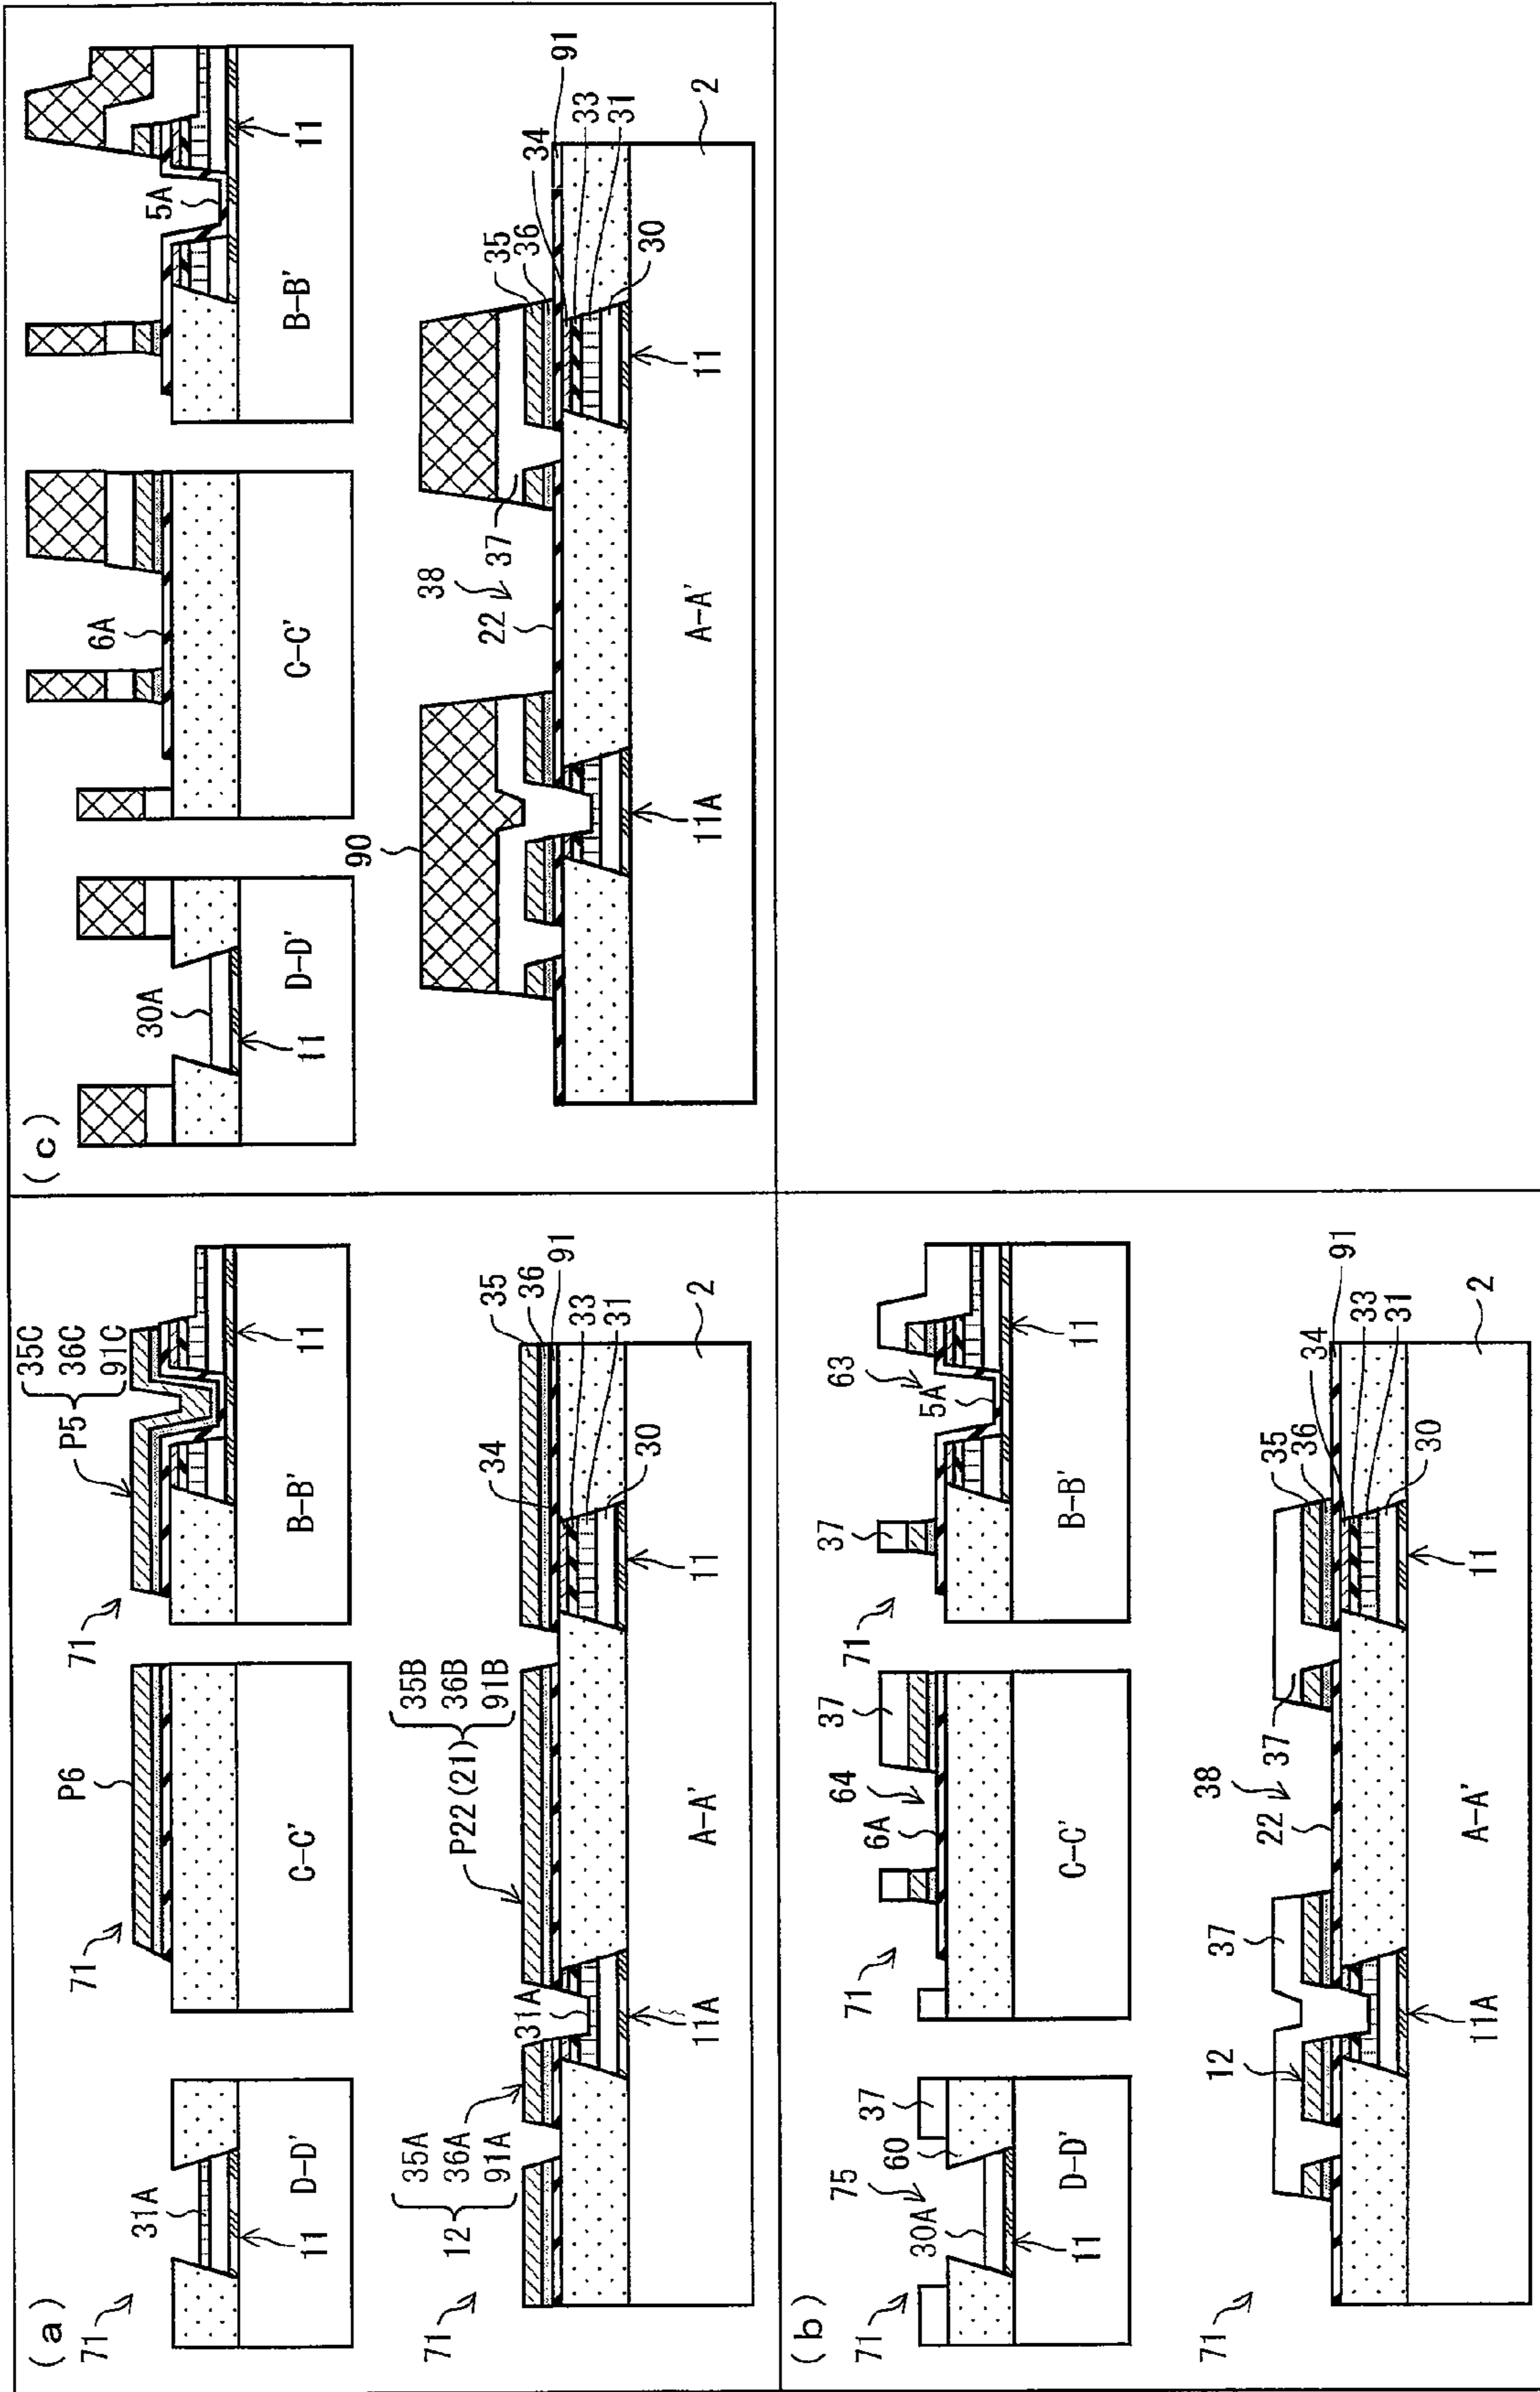 (a)
71
31A
11
D-D'
71
P6
C-C'
71
P5
35C
36C
91C
11
B-B'
71
12
35A
36A
91A
31A
11A
P22(21)
35B
36B
91B
A-A'
34
11
30
35
36
91
33
31
2
(b)
71
75
30A
60
37
11
D-D'
71
6A
64
37
C-C'
71
37
63
5A
11
B-B'
71
12
37
11A
22
38
37
A-A'
35
36
11
30
34
91
33
31
2
(c)
30A
11
D-D'
6A
C-C'
5A
11
B-B'
90
11A
22
38
37
A-A'
35
36
11
30
34
91
33
31
2